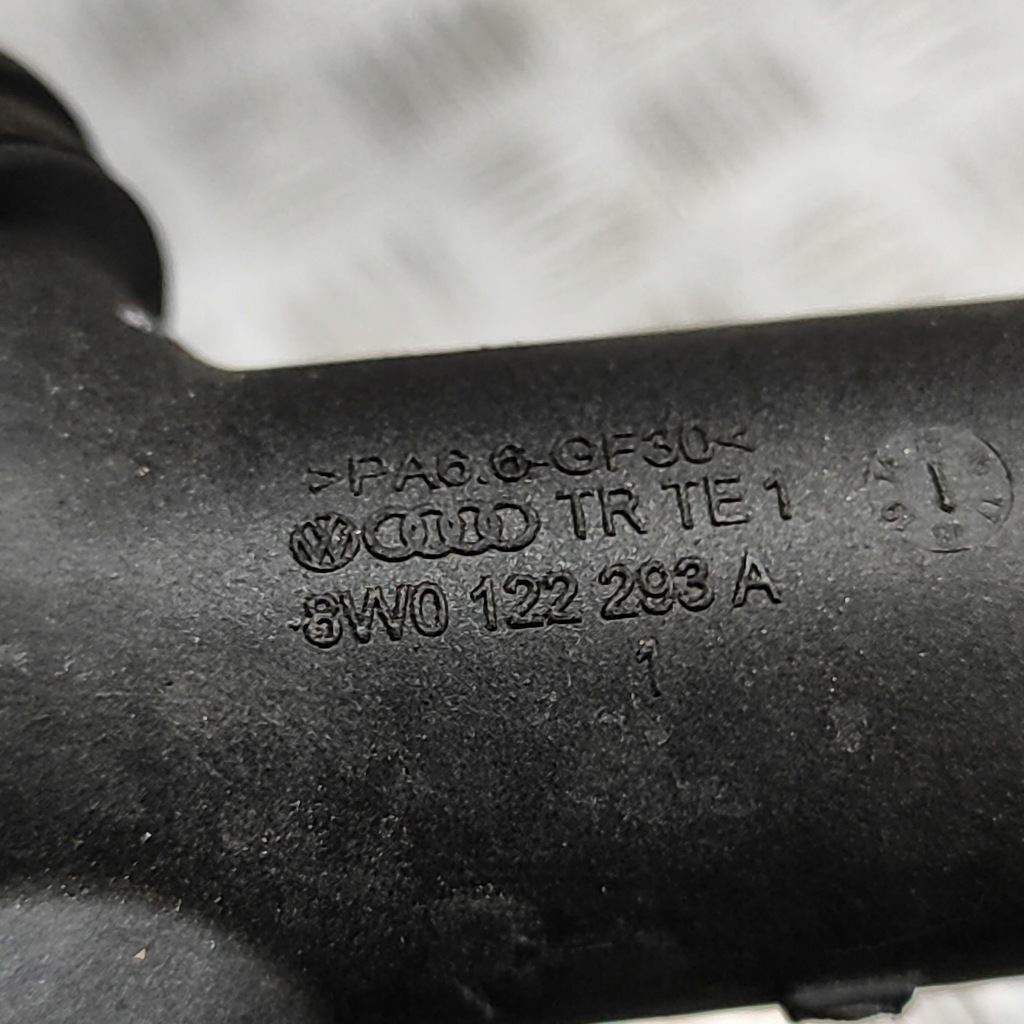 >PA6.6-GF30<
TR TE 1
8W0 122 293 A
1